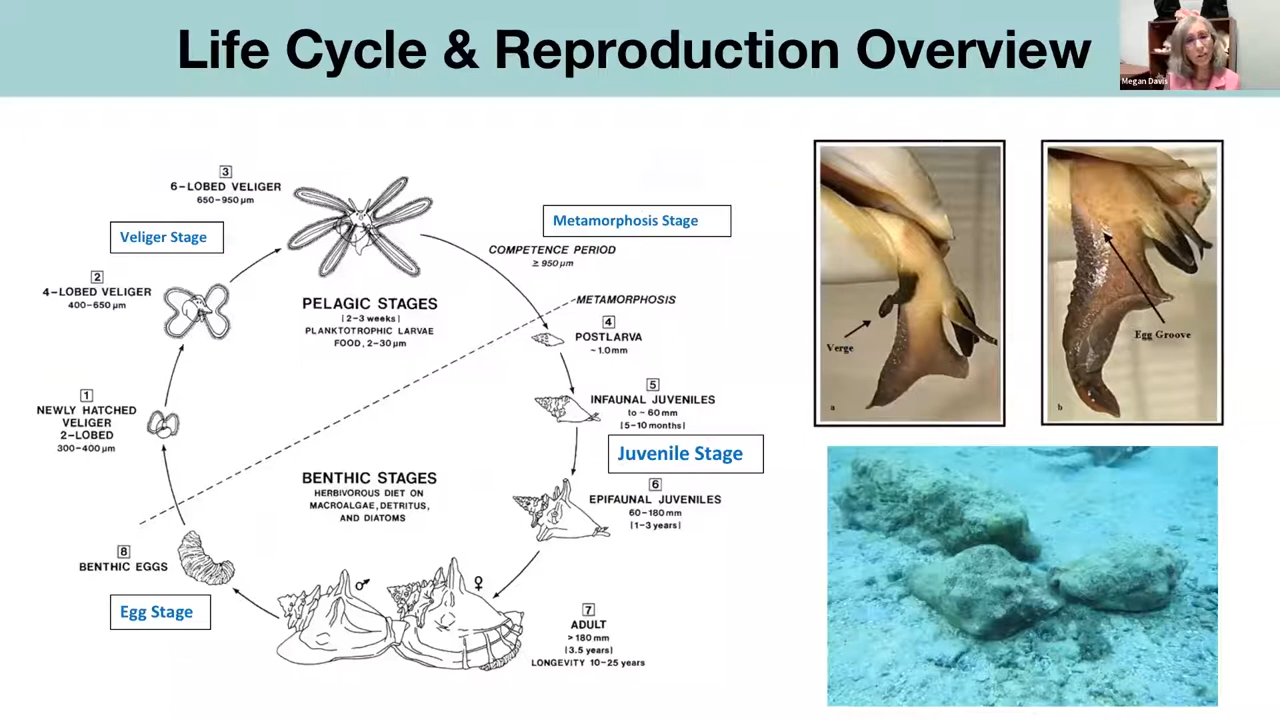 Life Cycle & Reproduction Overview
Megan Davis
3
6-LOBED VELIGER
650-950 µm
Veliger Stage
Metamorphosis Stage
COMPETENCE PERIOD
≥ 950 µm
2
4-LOBED VELIGER
400-650 µm
PELAGIC STAGES
[2-3 weeks]
PLANKTOTROPHIC LARVAE
FOOD, 2-30 µm
METAMORPHOSIS
4
POSTLARVA
~ 1.0 mm
1
NEWLY HATCHED
VELIGER
2-LOBED
300-400 µm
5
INFAUNAL JUVENILES
to ~ 60 mm
[5-10 months]
Juvenile Stage
BENTHIC STAGES
HERBIVOROUS DIET ON
MACROALGAE, DETRITUS,
AND DIATOMS
6
EPIFAUNAL JUVENILES
60-180 mm
[1-3 years]
8
BENTHIC EGGS
Egg Stage
♂
♀
7
ADULT
> 180 mm
[3.5 years]
LONGEVITY 10-25 years
Verge
a
Egg Groove
b